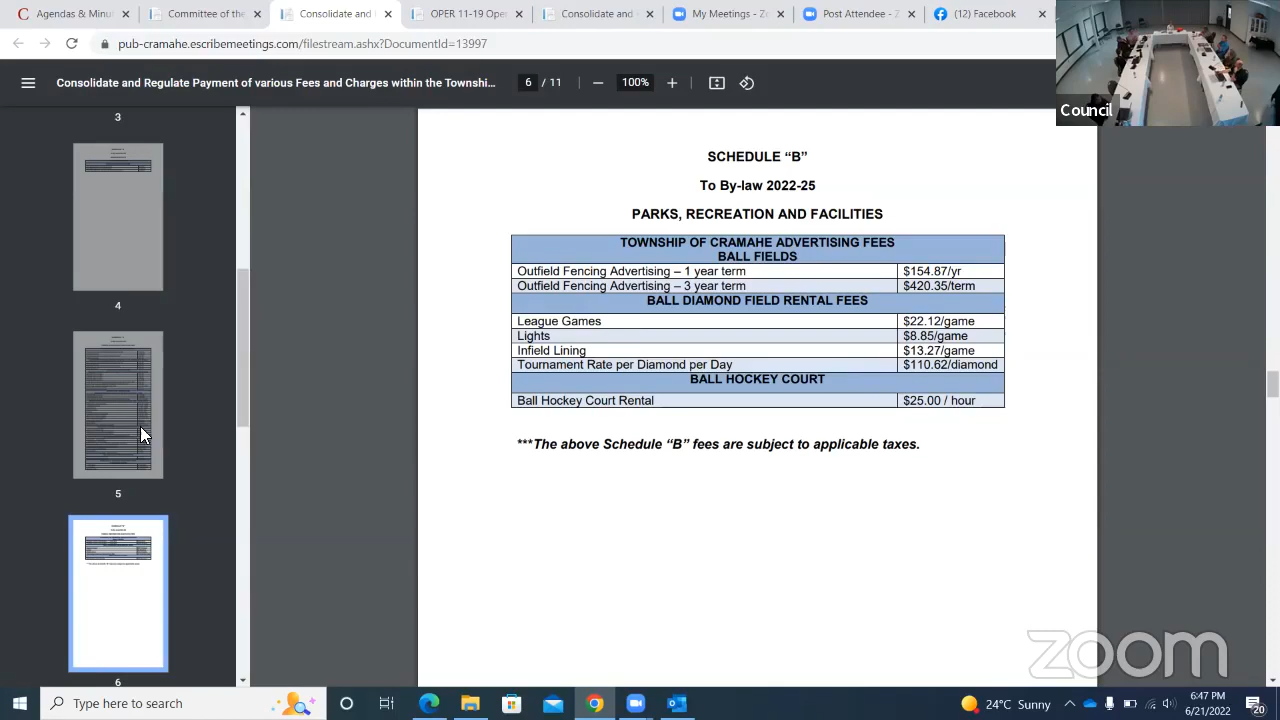 Agendas & Minut
Committee of the
Consolidate and
OPER 11-19 Oper
Consolidate and
My Meetings - Zo
Post Attendee - Z
(12) Facebook
pub-cramahe.escribemeetings.com/filestream.ashx?DocumentId=13997
Consolidate and Regulate Payment of various Fees and Charges within the Townshi...
6 / 11
100%
Council
3
4
5
6
SCHEDULE “B”
To By-law 2022-25
PARKS, RECREATION AND FACILITIES
TOWNSHIP OF CRAMAHE ADVERTISING FEES
BALL FIELDS
Outfield Fencing Advertising – 1 year term $154.87/yr
Outfield Fencing Advertising – 3 year term $420.35/term
BALL DIAMOND FIELD RENTAL FEES
League Games $22.12/game
Lights $8.85/game
Infield Lining $13.27/game
Tournament Rate per Diamond per Day $110.62/diamond
BALL HOCKEY COURT
Ball Hockey Court Rental $25.00 / hour
***The above Schedule “B” fees are subject to applicable taxes.
zoom
Type here to search
24°C Sunny
6:47 PM
6/21/2022
20